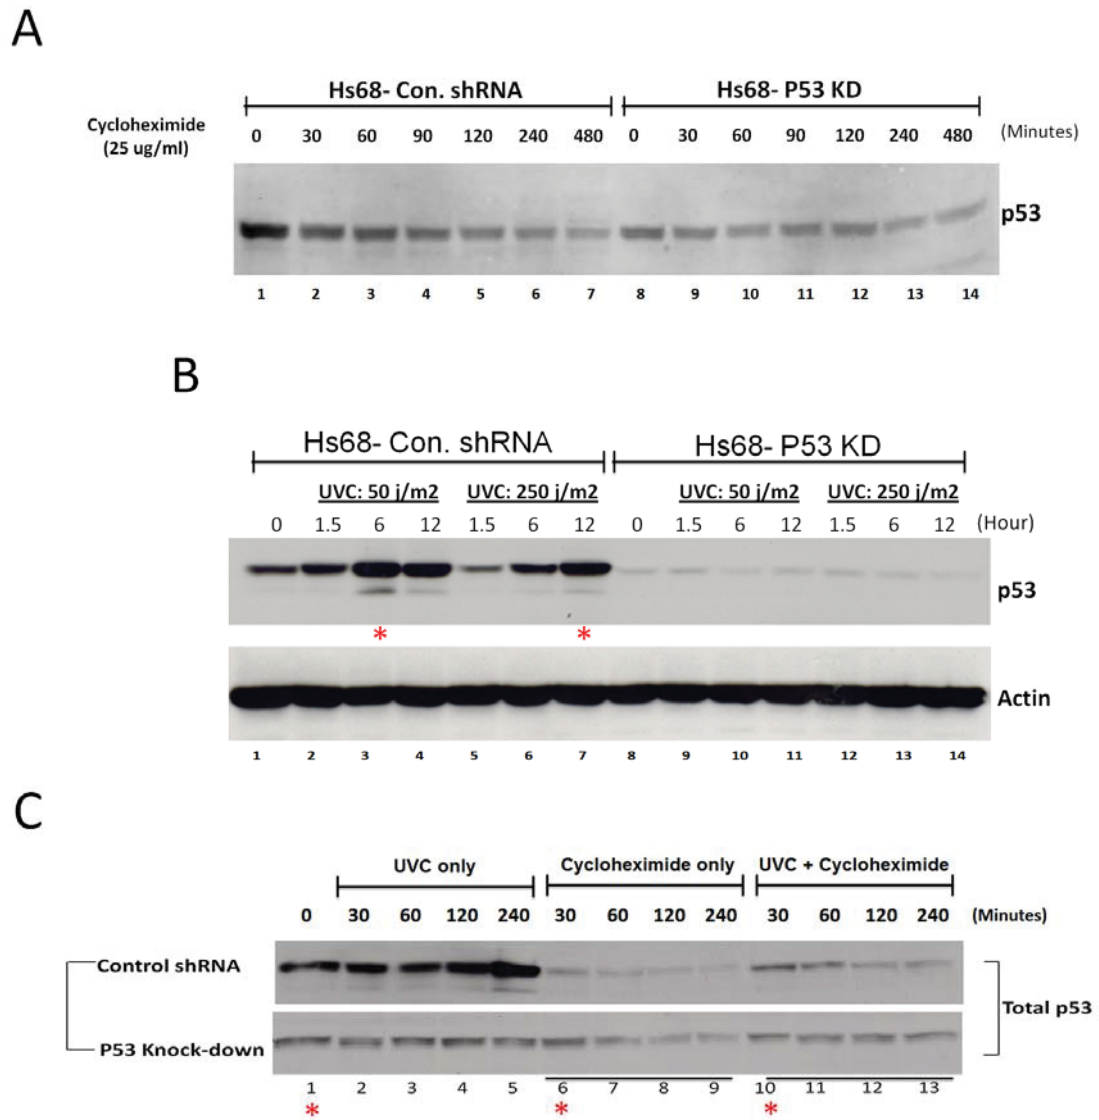 A
Hs68- Con. shRNA Hs68- P53 KD
Cycloheximide
(25 ug/ml)
0 30 60 90 120 240 480 0 30 60 90 120 240 480 (Minutes)
p53
1 2 3 4 5 6 7 8 9 10 11 12 13 14
B
Hs68- Con. shRNA Hs68- P53 KD
UVC: 50 j/m2 UVC: 250 j/m2 UVC: 50 j/m2 UVC: 250 j/m2
0 1.5 6 12 1.5 6 12 0 1.5 6 12 1.5 6 12 (Hour)
p53
* *
Actin
1 2 3 4 5 6 7 8 9 10 11 12 13 14
C
UVC only Cycloheximide only UVC + Cycloheximide
0 30 60 120 240 30 60 120 240 30 60 120 240 (Minutes)
Control shRNA
Total p53
P53 Knock-down
1 2 3 4 5 6 7 8 9 10 11 12 13
* * *